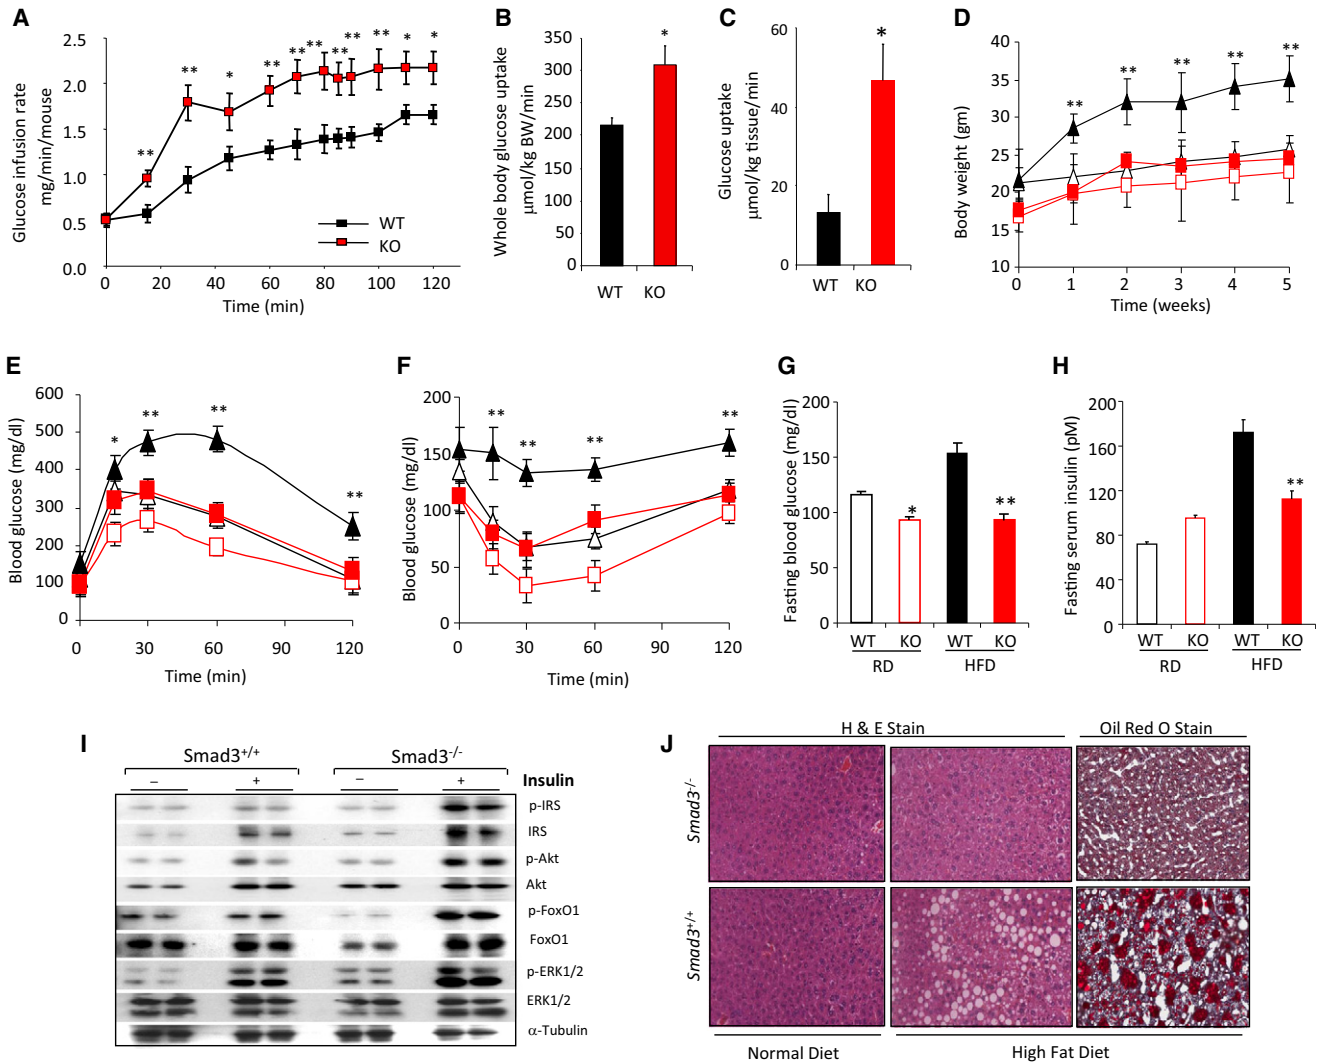 A
Glucose infusion rate
mg/min/mouse
2.5
2.0
1.5
1.0
0.5
0.0
** ** * ** ** ** ** ** ** * *
WT
KO
0 20 40 60 80 100 120
Time (min)
B
Whole body glucose uptake
µmol/kg BW/min
350
300
250
200
150
100
50
0
*
WT KO
C
Glucose uptake
µmol/kg tissue/min
60
40
20
0
*
WT KO
D
Body weight (gm)
40
35
30
25
20
15
10
** ** ** ** **
0 1 2 3 4 5
Time (weeks)
E
Blood glucose (mg/dl)
600
500
400
300
200
100
0
* ** ** **
0 30 60 90 120
Time (min)
F
Blood glucose (mg/dl)
200
150
100
50
0
** ** ** **
0 30 60 90 120
Time (min)
G
Fasting blood glucose (mg/dl)
200
150
100
50
0
* **
WT KO WT KO
RD HFD
H
Fasting serum insulin (pM)
200
160
120
80
40
0
**
WT KO WT KO
RD HFD
I
Smad3+/+ Smad3-/-
– + – + Insulin
p-IRS
IRS
p-Akt
Akt
p-FoxO1
FoxO1
p-ERK1/2
ERK1/2
α-Tubulin
J
H & E Stain Oil Red O Stain
Smad3-/-
Smad3+/+
Normal Diet High Fat Diet